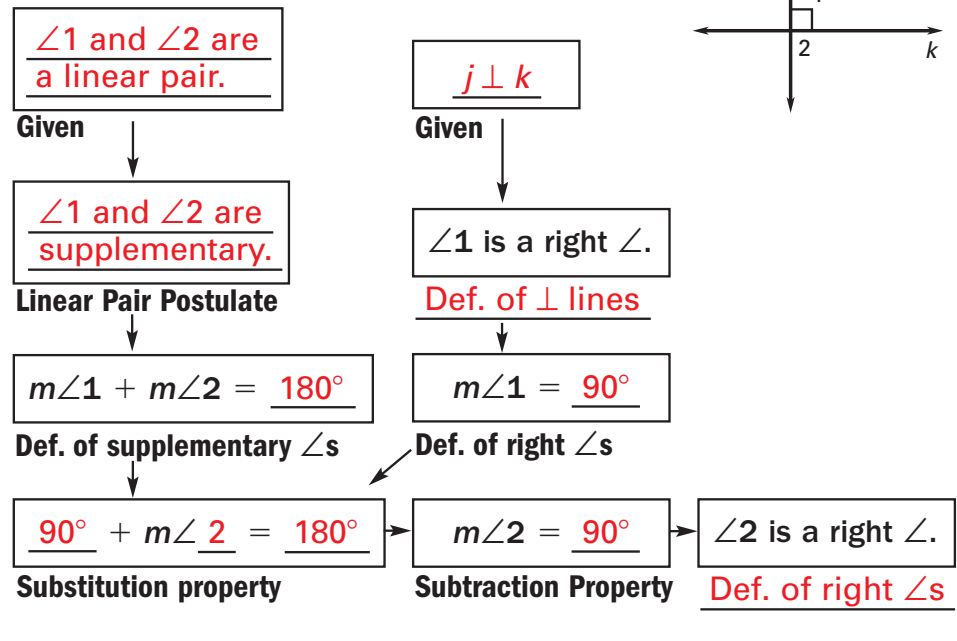 ∠1 and ∠2 are
a linear pair.
Given
∠1 and ∠2 are
supplementary.
Linear Pair Postulate
m∠1 + m∠2 = 180°
Def. of supplementary ∠s
90° + m∠2 = 180°
Substitution property
j ⊥ k
Given
∠1 is a right ∠.
Def. of ⊥ lines
m∠1 = 90°
Def. of right ∠s
m∠2 = 90°
Subtraction Property
∠2 is a right ∠.
Def. of right ∠s
2
k